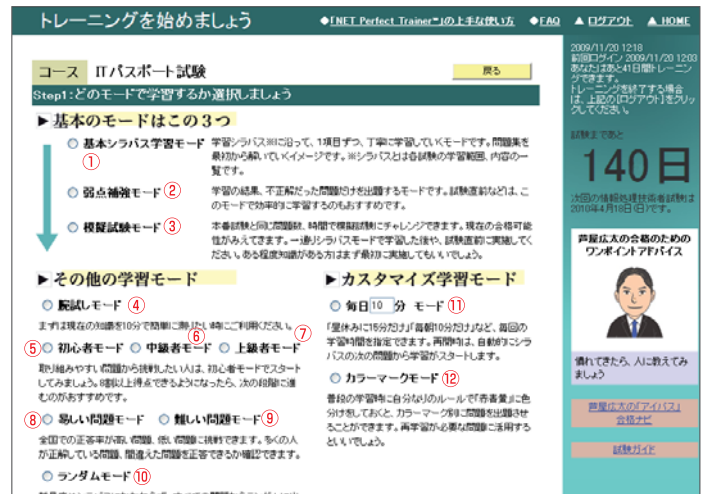 トレーニングを始めましょう
◆「NET Perfect Trainer™」の上手な使い方 ◆FAQ ▲ログアウト ▲HOME
コース ITパスポート試験
戻る
Step1:どのモードで学習するか選択しましょう
▶基本のモードはこの3つ
基本シラバス学習モード
①
学習シラバス※に沿って、1項目ずつ、丁寧に学習していくモードです。問題集を
最初から解いていくイメージです。※シラバスとは各試験の学習範囲、内容の一
覧です。
弱点補強モード ②
学習の結果、不正解だった問題だけを出題するモードです。試験直前などは、こ
のモードで効率的に学習するのもおすすめです。
模擬試験モード ③
本番試験と同じ問題数、時間で模擬試験にチャレンジできます。現在の合格可能
性がみえてきます。一通りシラバスモードで学習した後や、試験直前に実施してく
ださい。ある程度知識がある方はまず最初に実施してもいいでしょう。
▶その他の学習モード
腕試しモード ④
まずは現在の知識を10分で簡単に測りたい時にご利用ください。
⑤ 初心者モード ⑥ 中級者モード ⑦ 上級者モード
取り組みやすい問題から挑戦したい人は、初心者モードでスタート
してみましょう。8割以上得点できるようになったら、次の段階に進
むのがおすすめです。
⑧ 易しい問題モード 難しい問題モード ⑨
全国での正答率が高い問題、低い問題に挑戦できます。多くの人
が正解している問題、間違えた問題を正答できるか確認できます。
ランダムモード ⑩
▶カスタマイズ学習モード
毎日 10 分 モード ⑪
「昼休みに15分だけ」「毎朝10分だけ」など、毎回の
学習時間を指定できます。再開時は、自動的にシラ
バスの次の問題から学習がスタートします。
カラーマークモード ⑫
普段の学習時に自分なりのルールで「赤青黄」に色
分けをしておくと、カラーマーク別に問題を出題させ
ることができます。再学習が必要な問題に活用する
といいでしょう。
2009/11/20 1218
前回ログイン 2009/11/20 1203
あなたはあと41日間トレーニン
グできます。
トレーニングを終了する場合
は、上記の[ログアウト]をクリッ
クしてください。
試験まであと
140日
次回の情報処理技術者試験は
2010年4月18日(日)です。
芦屋広太の合格のための
ワンポイントアドバイス
慣れてきたら、人に教えてみ
ましょう
芦屋広太の「アイパス」
合格ナビ
試験ガイド